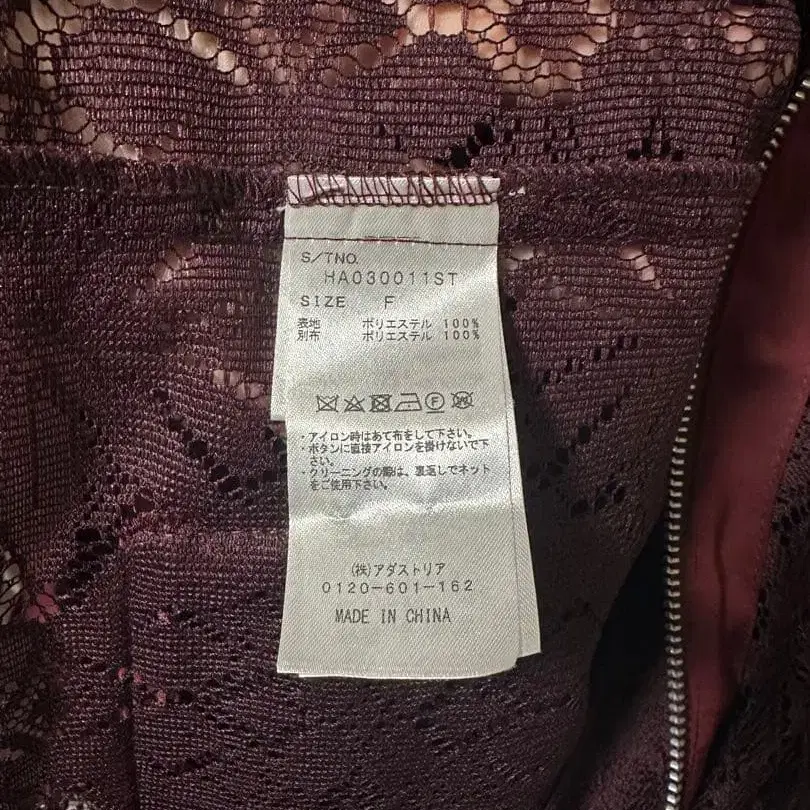 S/TNO.
HA030011ST
SIZE F
表地 ポリエステル 100%
別布 ポリエステル 100%
・アイロン時はあて布をして下さい。
・ボタンに直接アイロンを掛けないで下
さい。
・クリーニングの際は、裏返しでネット
をご使用下さい。
(株)アダストリア
0120-601-162
MADE IN CHINA